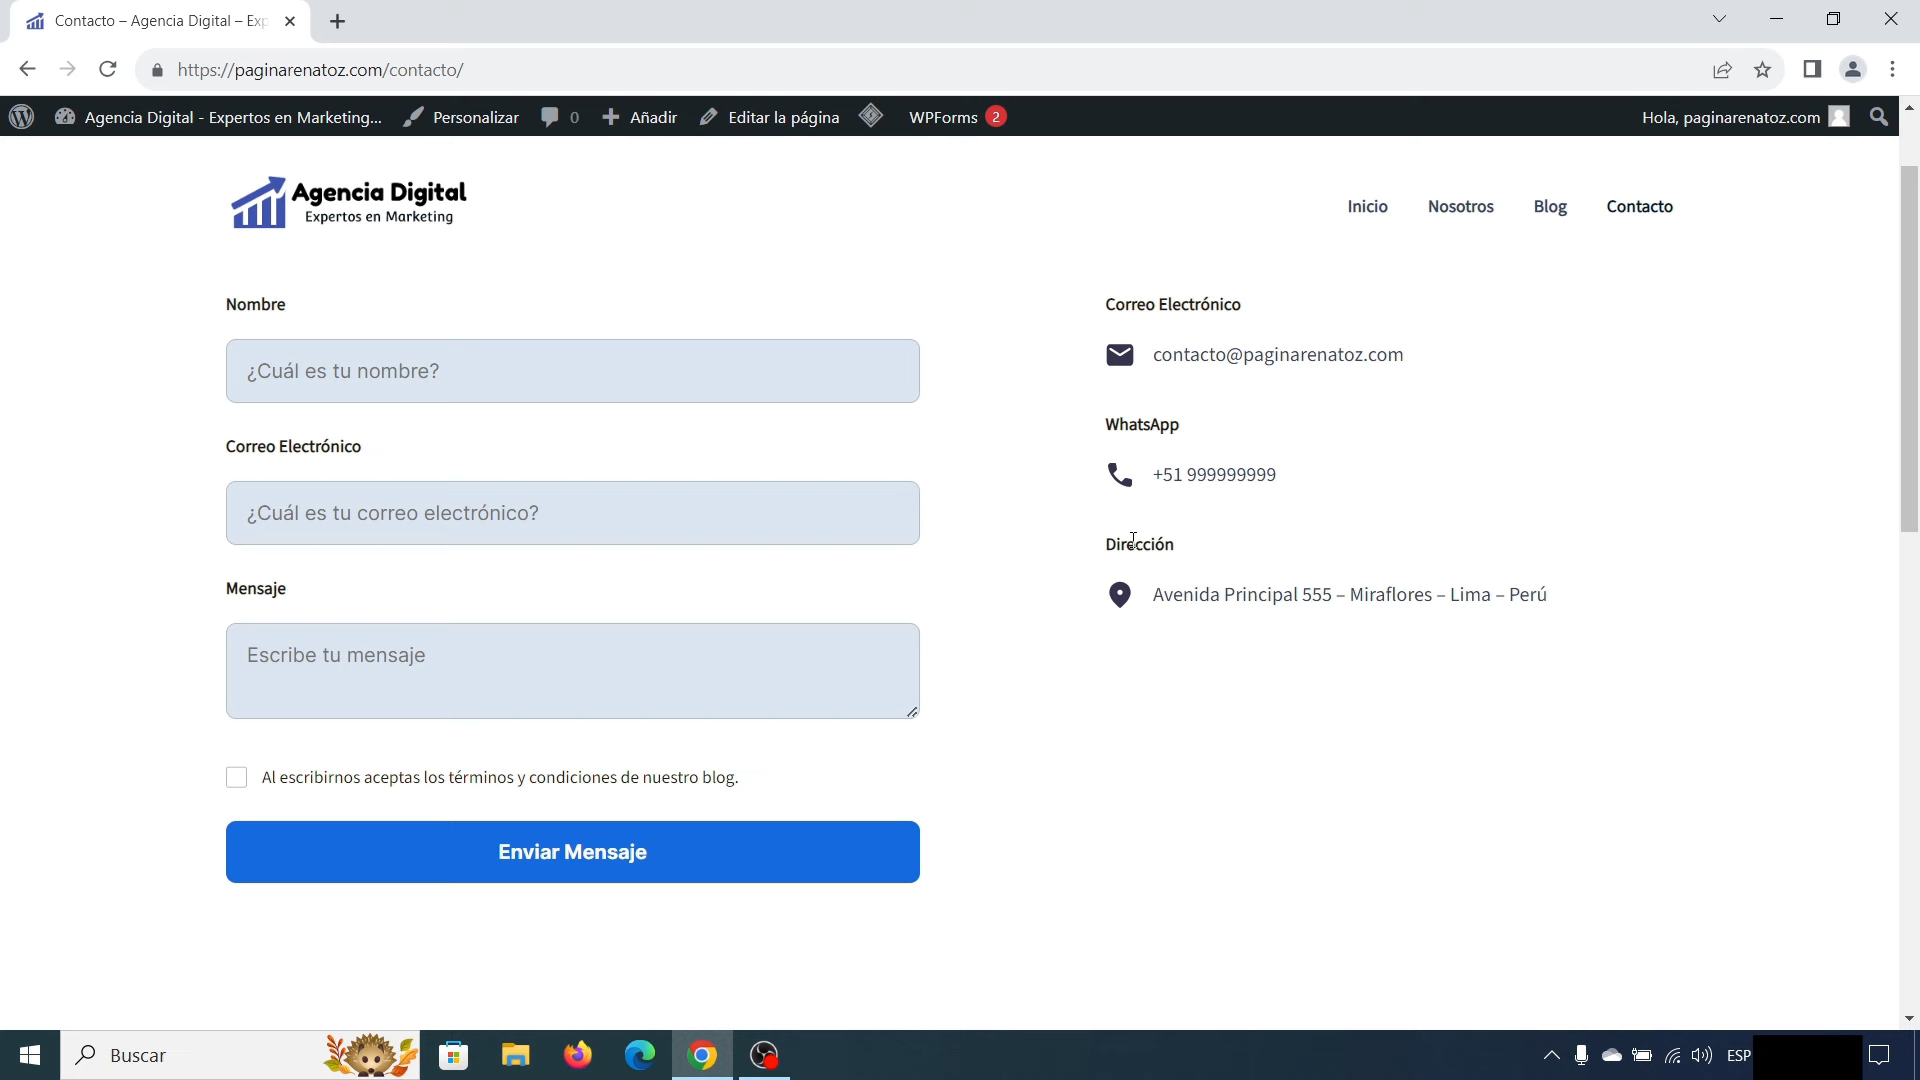 Contacto – Agencia Digital – Exp
https://paginarenatoz.com/contacto/
Agencia Digital - Expertos en Marketing... Personalizar 0 Añadir Editar la página WPForms 2 Hola, paginarenatoz.com
Agencia Digital
Expertos en Marketing
Inicio Nosotros Blog Contacto
Nombre
¿Cuál es tu nombre?
Correo Electrónico
¿Cuál es tu correo electrónico?
Mensaje
Escribe tu mensaje
Al escribirnos aceptas los términos y condiciones de nuestro blog.
Enviar Mensaje
Correo Electrónico
contacto@paginarenatoz.com
WhatsApp
+51 999999999
Dirección
Avenida Principal 555 – Miraflores – Lima – Perú
Buscar
ESP